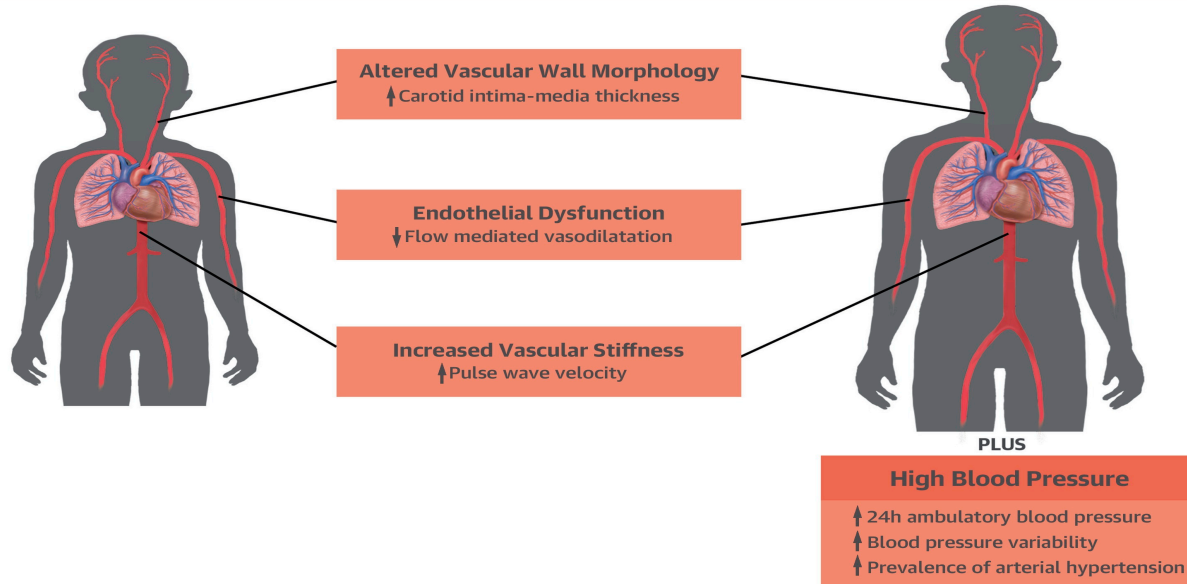 Altered Vascular Wall Morphology
↑ Carotid intima-media thickness
Endothelial Dysfunction
↓ Flow mediated vasodilatation
Increased Vascular Stiffness
↑ Pulse wave velocity
PLUS
High Blood Pressure
↑ 24h ambulatory blood pressure
↑ Blood pressure variability
↑ Prevalence of arterial hypertension